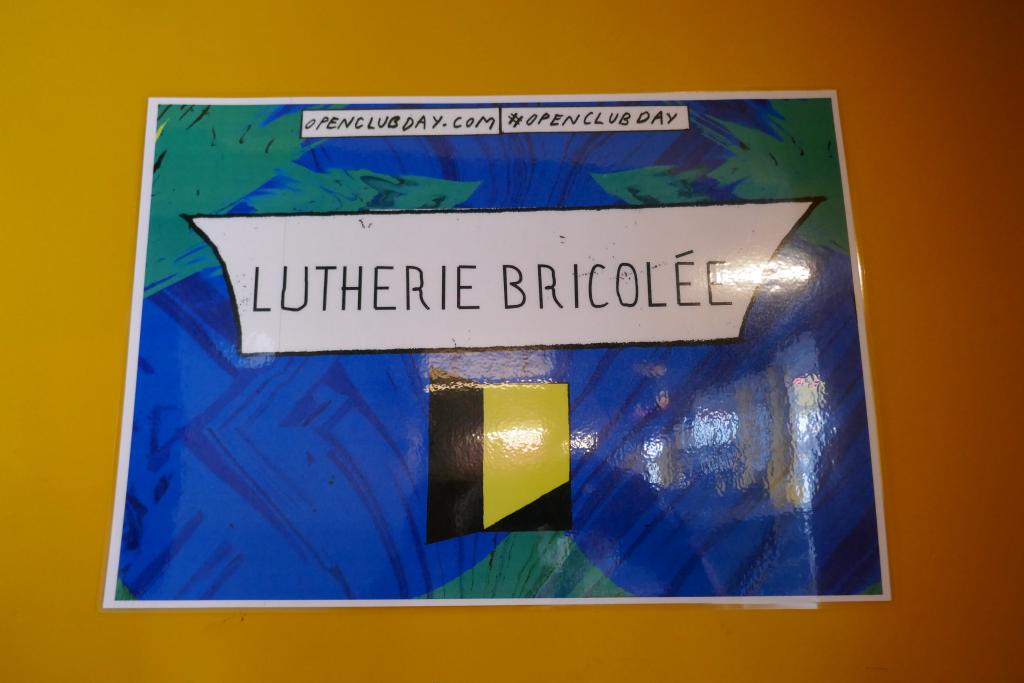 OPENCLUBDAY.COM #OPENCLUBDAY
LUTHERIE BRICOLÉE